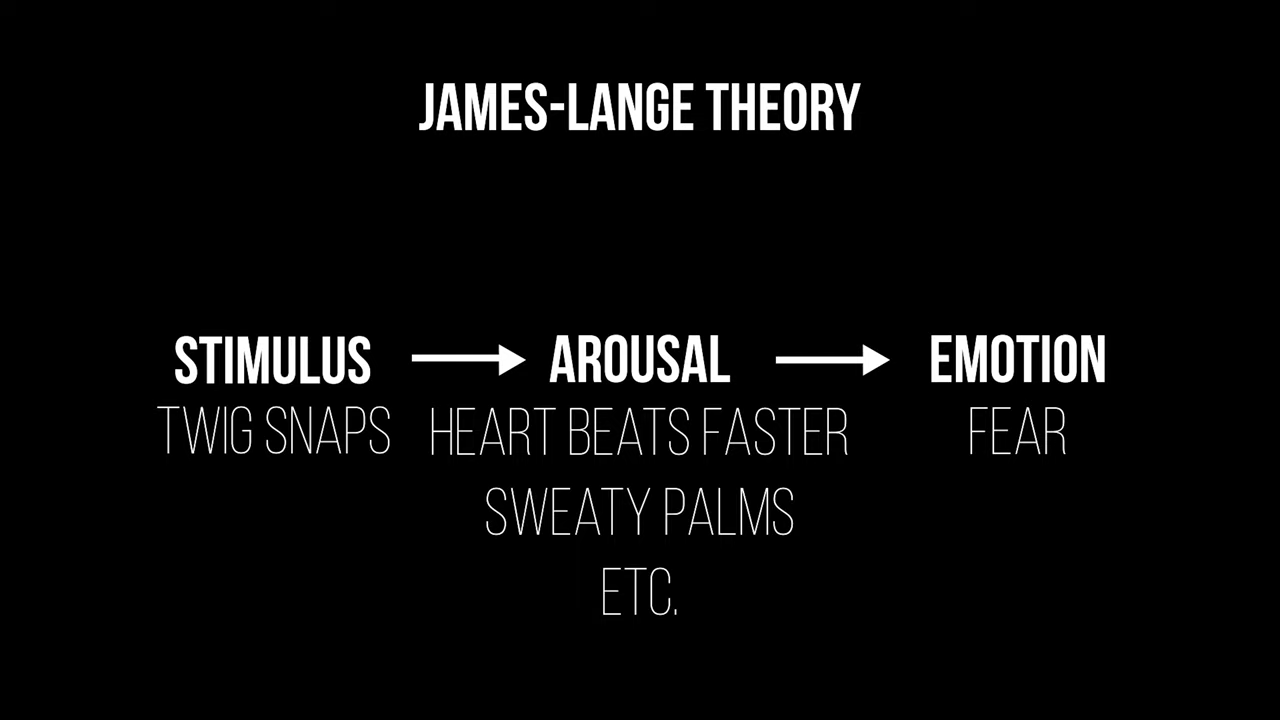 JAMES-LANGE THEORY
STIMULUS AROUSAL EMOTION
TWIG SNAPS HEART BEATS FASTER FEAR
SWEATY PALMS
ETC.